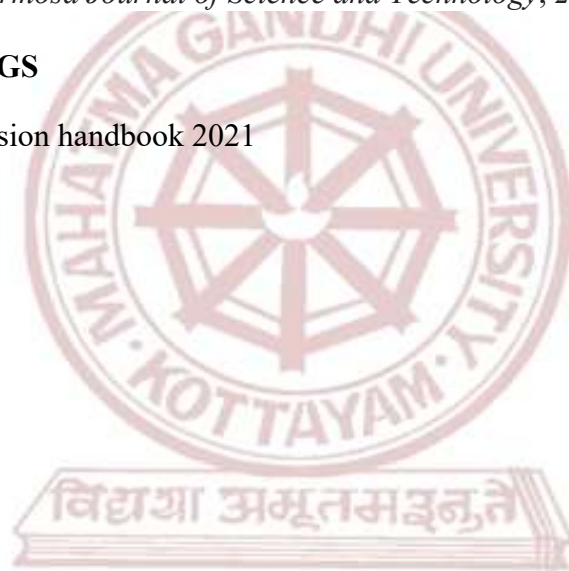 rmosa Journal of Science and Technology, 2
GS
sion handbook 2021
MAHATMA GANDHI UNIVERSITY
KOTTAYAM
विद्यया अमृतमश्नुते